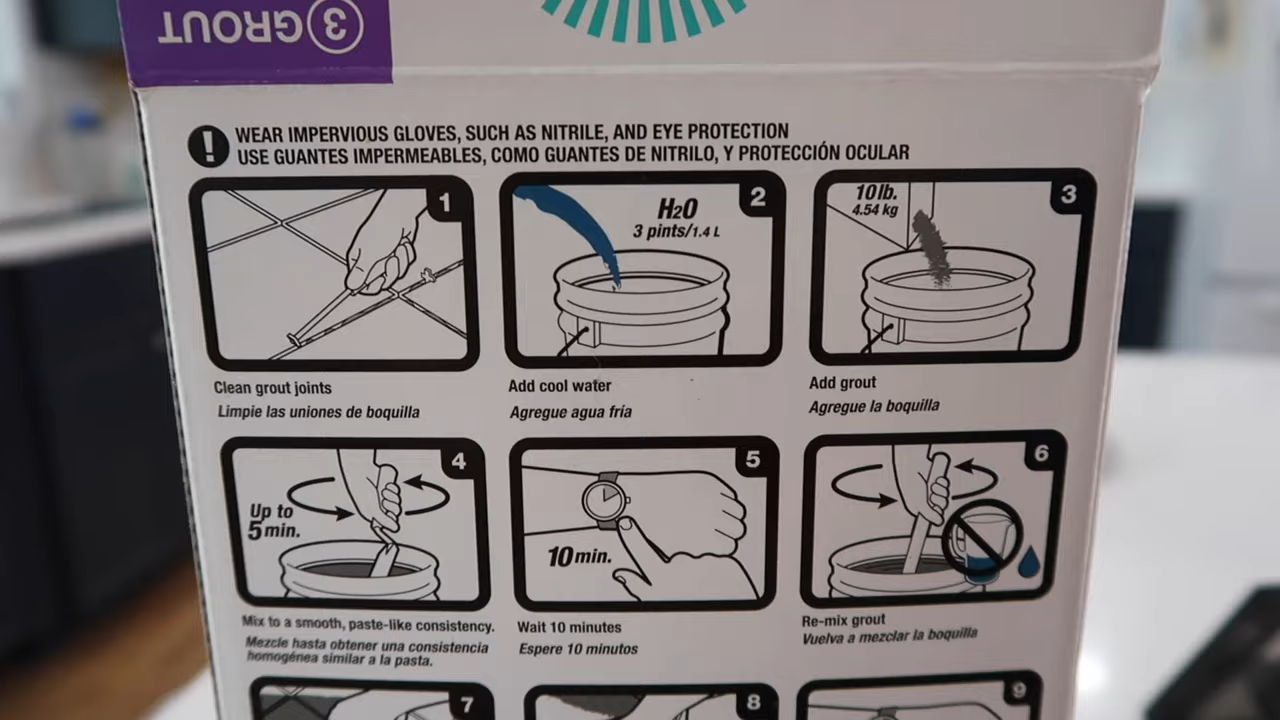 3 GROUT
! WEAR IMPERVIOUS GLOVES, SUCH AS NITRILE, AND EYE PROTECTION
USE GUANTES IMPERMEABLES, COMO GUANTES DE NITRILO, Y PROTECCIÓN OCULAR
1
2
H2O
3 pints/1.4 L
3
10 lb.
4.54 kg
Clean grout joints
Limpie las uniones de boquilla
Add cool water
Agregue agua fría
Add grout
Agregue la boquilla
4
Up to
5 min.
5
10 min.
6
Mix to a smooth, paste-like consistency.
Mezcle hasta obtener una consistencia
homogénea similar a la pasta.
Wait 10 minutes
Espere 10 minutos
Re-mix grout
Vuelva a mezclar la boquilla
7
8
9